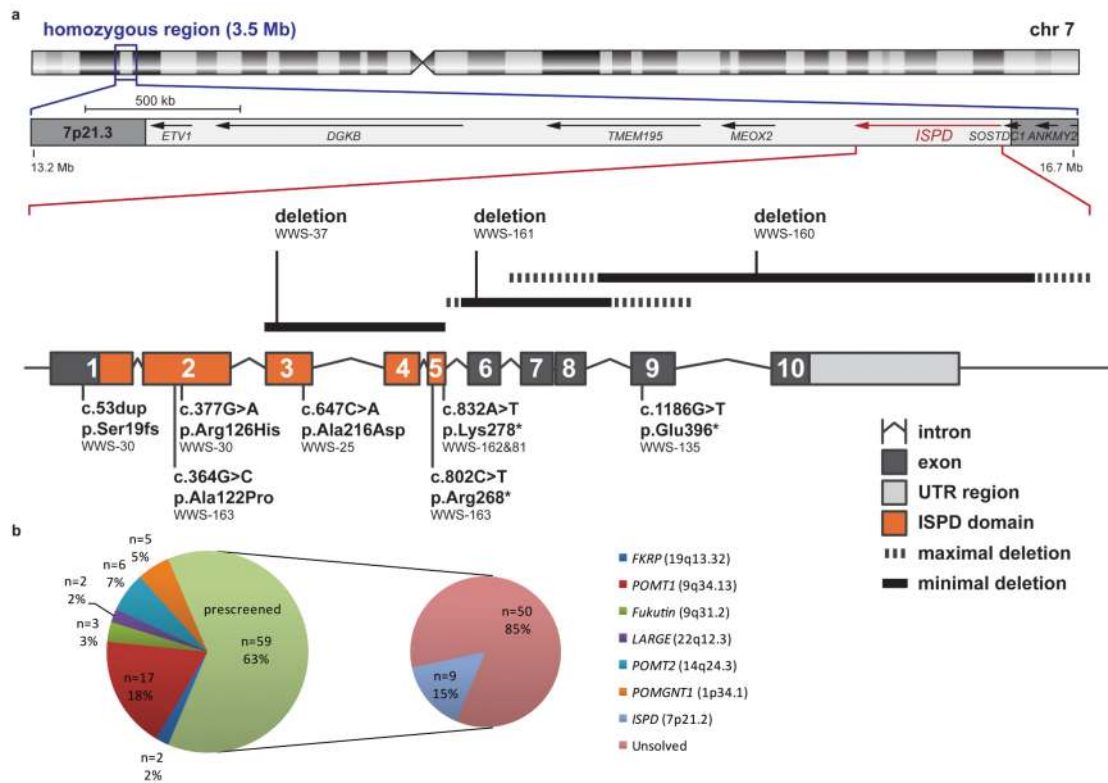 a
homozygous region (3.5 Mb)
chr 7
500 kb
7p21.3
ETV1
DGKB
TMEM195
MEOX2
ISPD
SOSTDC1
ANKMY2
13.2 Mb
16.7 Mb
deletion
WWS-37
deletion
WWS-161
deletion
WWS-160
1
2
3
4
5
6
7
8
9
10
c.53dup
p.Ser19fs
WWS-30
c.377G>A
p.Arg126His
WWS-30
c.647C>A
p.Ala216Asp
WWS-25
c.832A>T
p.Lys278*
WWS-162&81
c.1186G>T
p.Glu396*
WWS-135
c.364G>C
p.Ala122Pro
WWS-163
c.802C>T
p.Arg268*
WWS-163
intron
exon
UTR region
ISPD domain
maximal deletion
minimal deletion
b
n=5
5%
n=6
7%
n=2
2%
n=3
3%
n=17
18%
n=2
2%
prescreened
n=59
63%
n=50
85%
n=9
15%
FKRP (19q13.32)
POMT1 (9q34.13)
Fukutin (9q31.2)
LARGE (22q12.3)
POMT2 (14q24.3)
POMGNT1 (1p34.1)
ISPD (7p21.2)
Unsolved